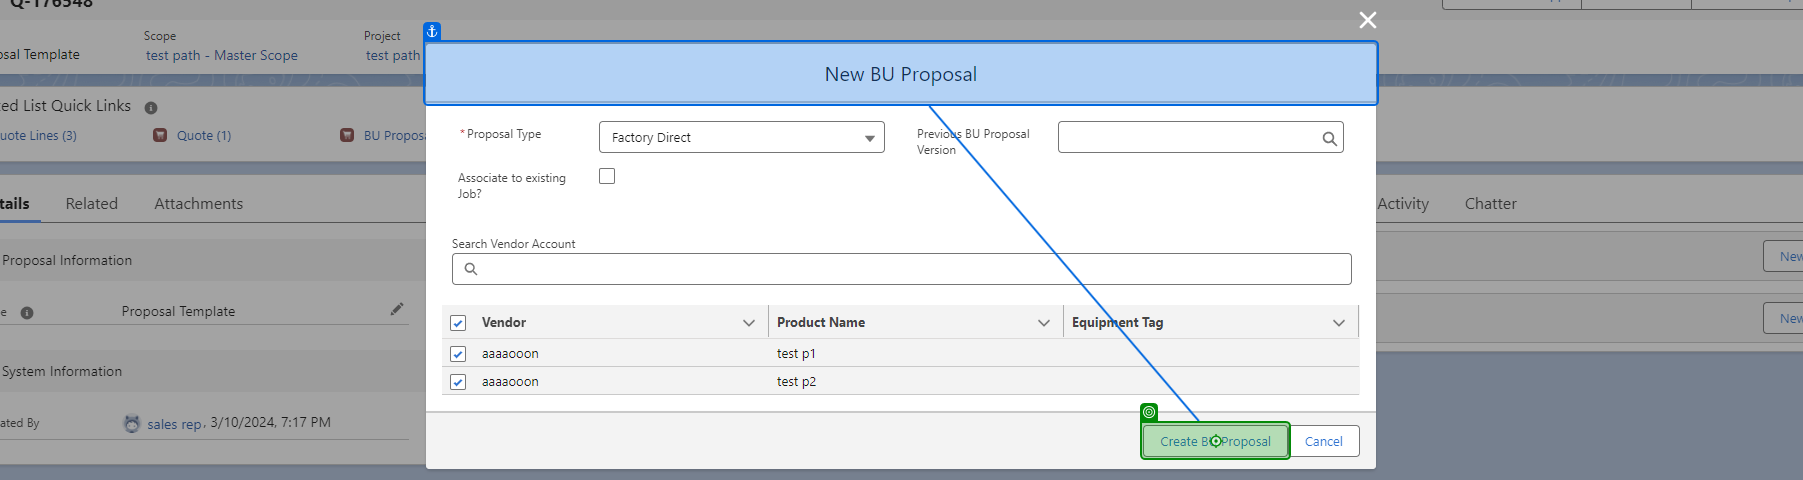 Q-176548
Scope
Project
osal Template
test path - Master Scope
test path
New BU Proposal
ted List Quick Links
uote Lines (3)
Quote (1)
BU Propos
*Proposal Type
Factory Direct
Previous BU Proposal
Version
Associate to existing
Job?
tails
Related
Attachments
Activity
Chatter
Search Vendor Account
Proposal Information
New
e
Proposal Template
New
Vendor
Product Name
Equipment Tag
aaaaooon
test p1
aaaaooon
test p2
System Information
ated By
sales rep, 3/10/2024, 7:17 PM
Create BU Proposal
Cancel